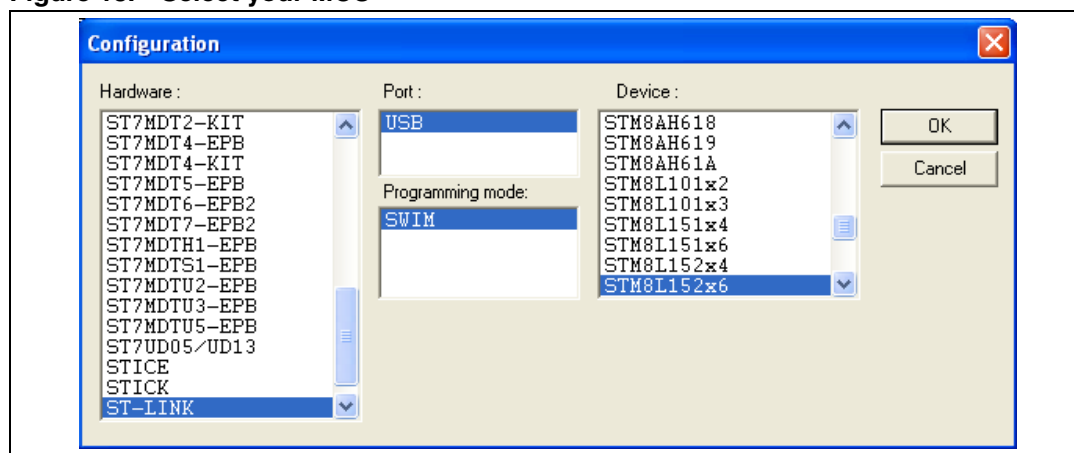 Configuration
Hardware :
ST7MDT2-KIT
ST7MDT4-EPB
ST7MDT4-KIT
ST7MDT5-EPB
ST7MDT6-EPB2
ST7MDT7-EPB2
ST7MDTH1-EPB
ST7MDTS1-EPB
ST7MDTU2-EPB
ST7MDTU3-EPB
ST7MDTU5-EPB
ST7UD05/UD13
STICE
STICK
ST-LINK
Port :
USB
Programming mode:
SWIM
Device :
STM8AH618
STM8AH619
STM8AH61A
STM8L101x2
STM8L101x3
STM8L151x4
STM8L151x6
STM8L152x4
STM8L152x6
OK
Cancel